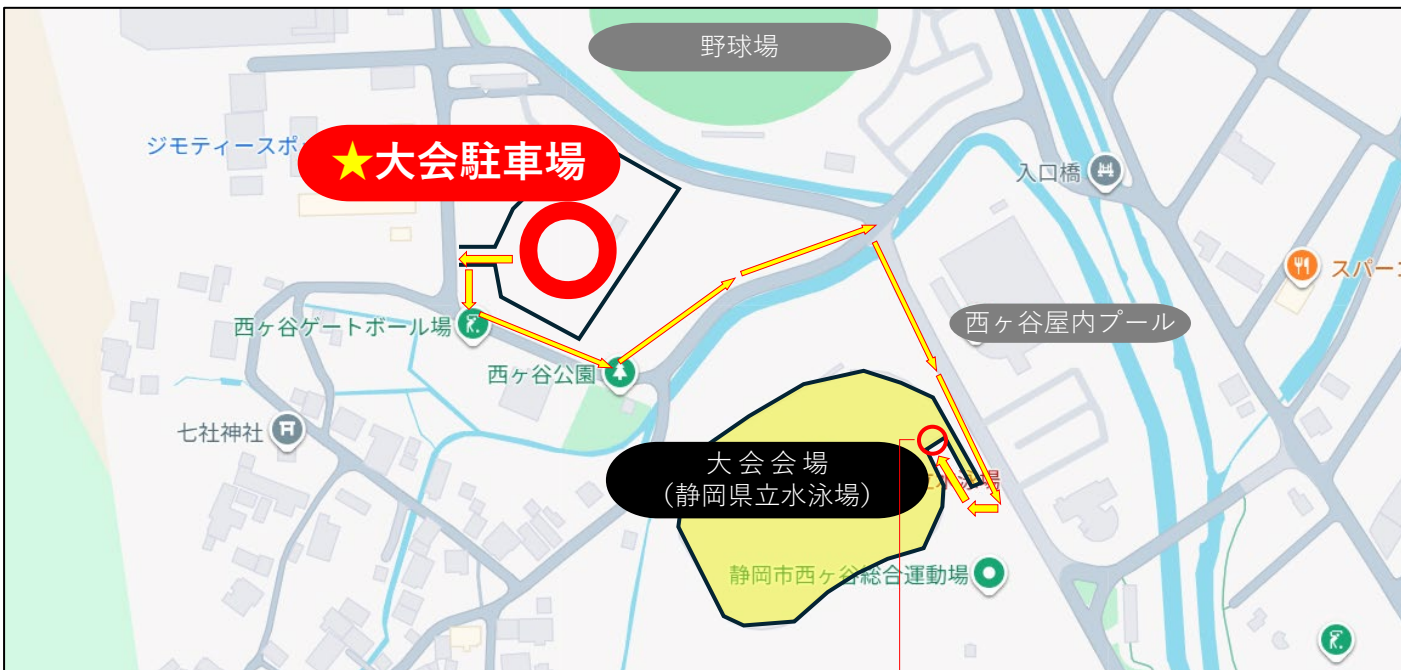 野球場
ジモティースポ
★大会駐車場
入口橋
スパー
西ヶ谷ゲートボール場
西ヶ谷屋内プール
西ヶ谷公園
七社神社
大会会場
(静岡県立水泳場)
水泳場
静岡市西ヶ谷総合運動場